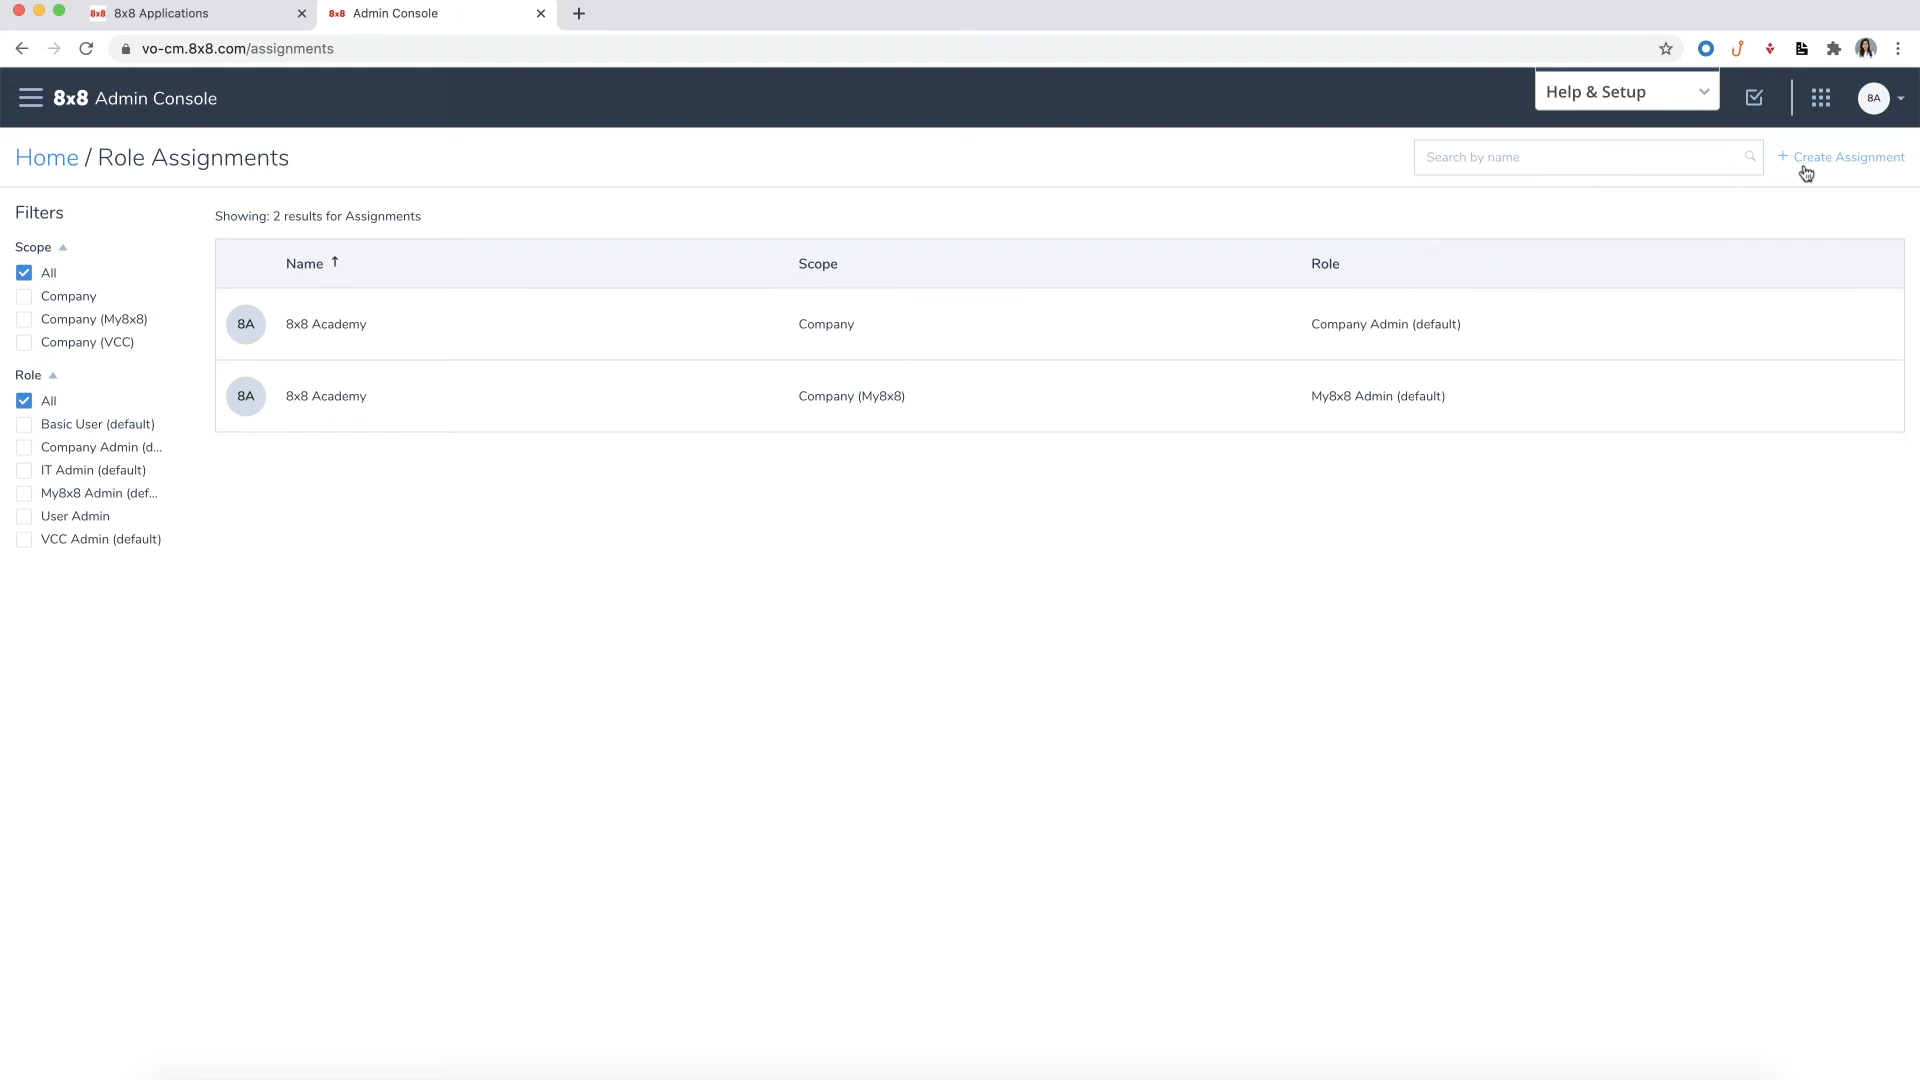 8x8 8x8 Applications
8x8 Admin Console
vo-cm.8x8.com/assignments
8x8 Admin Console
Help & Setup
8A
Home / Role Assignments
Search by name
+ Create Assignment
Filters
Showing: 2 results for Assignments
Scope
All
Company
Company (My8x8)
Company (VCC)
Role
All
Basic User (default)
Company Admin (d...
IT Admin (default)
My8x8 Admin (def...
User Admin
VCC Admin (default)
Name ↑ Scope Role
8A 8x8 Academy Company Company Admin (default)
8A 8x8 Academy Company (My8x8) My8x8 Admin (default)